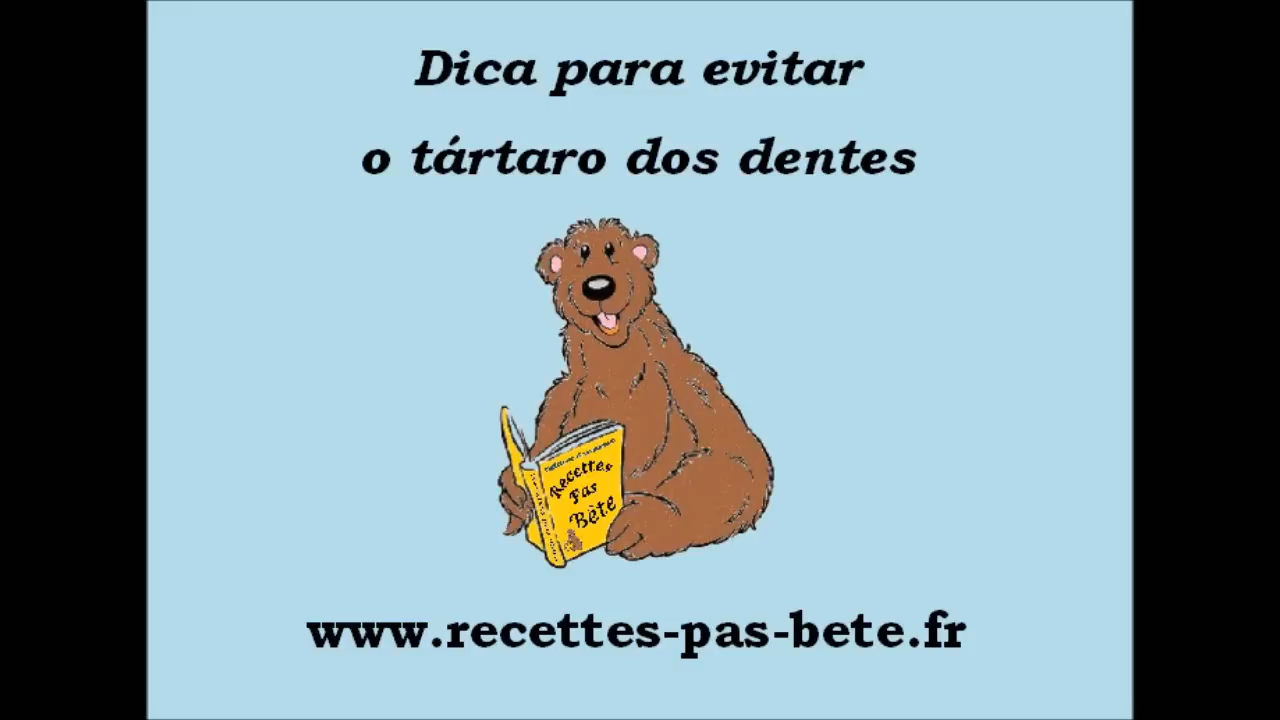 Dica para evitar
o tártaro dos dentes
Recettes
Pas
Bête
www.recettes-pas-bete.fr